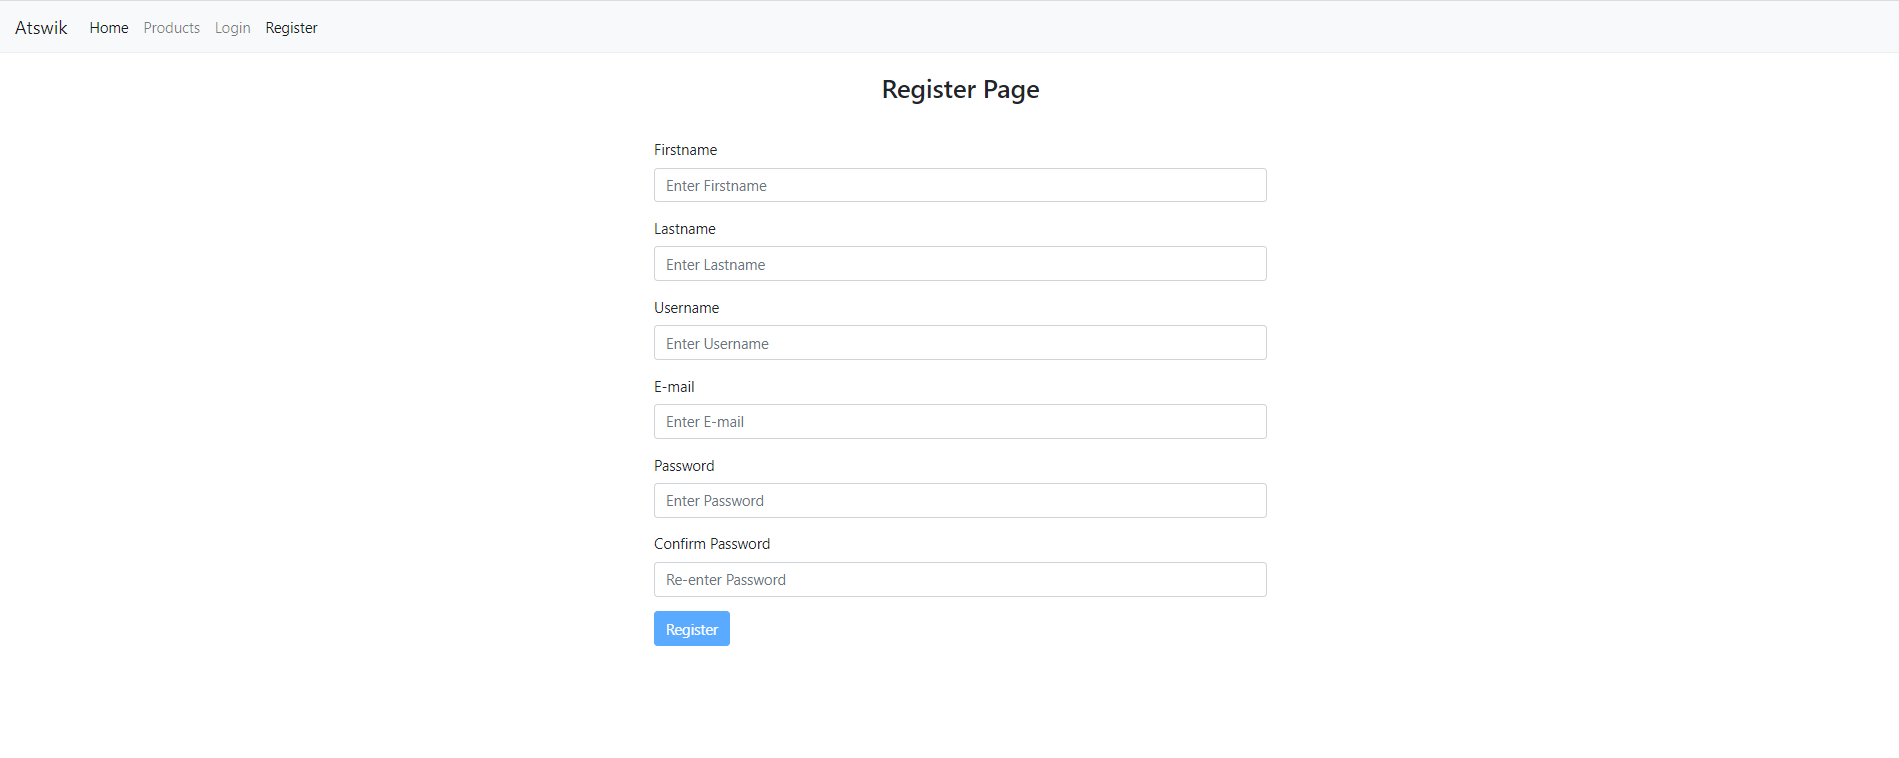 Atswik Home Products Login Register
Register Page
Firstname
Enter Firstname
Lastname
Enter Lastname
Username
Enter Username
E-mail
Enter E-mail
Password
Enter Password
Confirm Password
Re-enter Password
Register